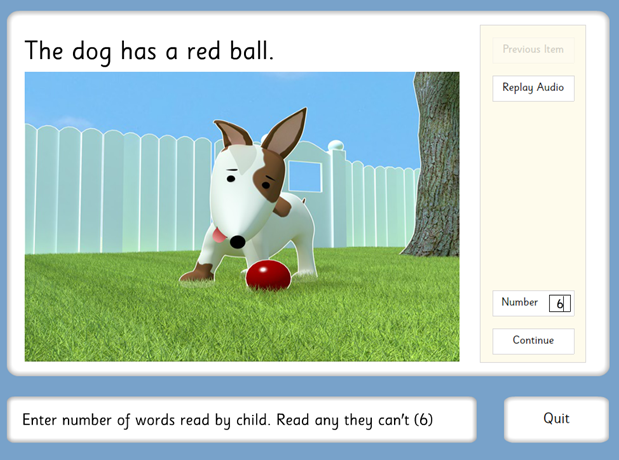 The dog has a red ball.
Previous Item
Replay Audio
Number 6
Continue
Enter number of words read by child. Read any they can't (6)
Quit